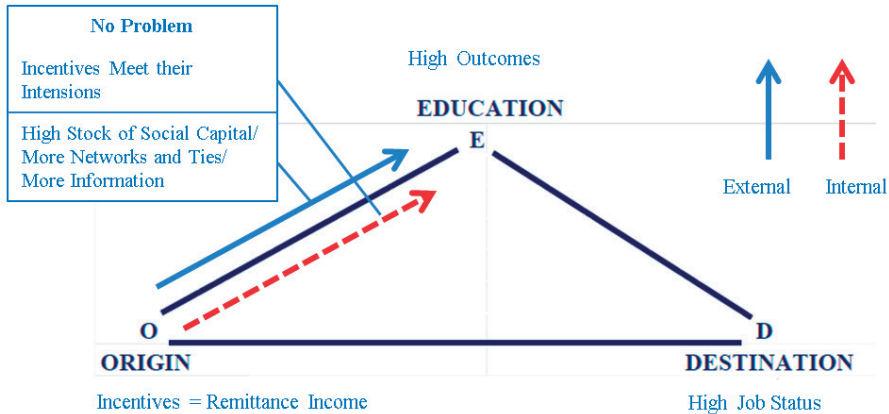 No Problem
Incentives Meet their
Intensions
High Stock of Social Capital/
More Networks and Ties/
More Information
High Outcomes
EDUCATION
E
External
Internal
O
D
ORIGIN
DESTINATION
Incentives = Remittance Income
High Job Status